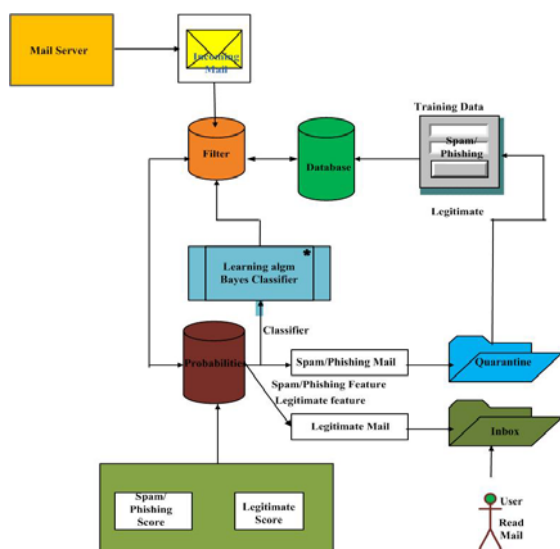 Mail Server
Incoming
Mail
Training Data
Spam/
Phishing
Filter
Database
Legitimate
*
Learning algm
Bayes Classifier
Classifier
Probabilities
Spam/Phishing Mail
Quarantine
Spam/Phishing Feature
Legitimate feature
Legitimate Mail
Inbox
Spam/
Phishing
Score
Legitimate
Score
User
Read
Mail